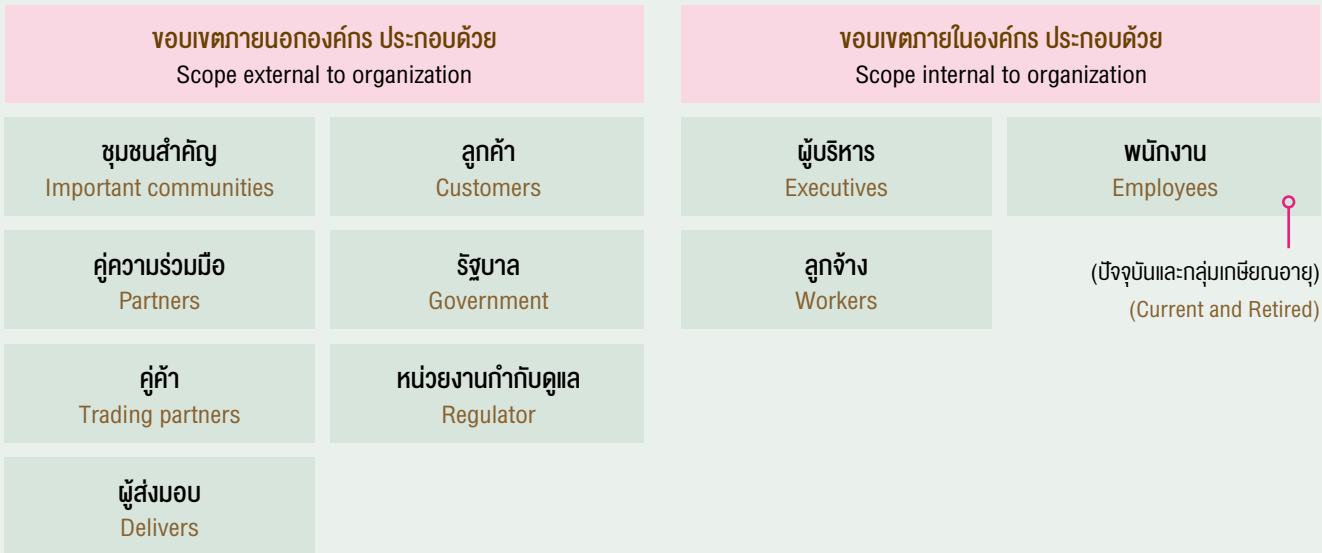 ขอบเขตภายนอกองค์กร ประกอบด้วย
Scope external to organization
ชุมชนสำคัญ
Important communities
ลูกค้า
Customers
คู่ความร่วมมือ
Partners
รัฐบาล
Government
คู่ค้า
Trading partners
หน่วยงานกำกับดูแล
Regulator
ผู้ส่งมอบ
Delivers
ขอบเขตภายในองค์กร ประกอบด้วย
Scope internal to organization
ผู้บริหาร
Executives
พนักงาน
Employees
ลูกจ้าง
Workers
(ปัจจุบันและกลุ่มเกษียณอายุ)
(Current and Retired)